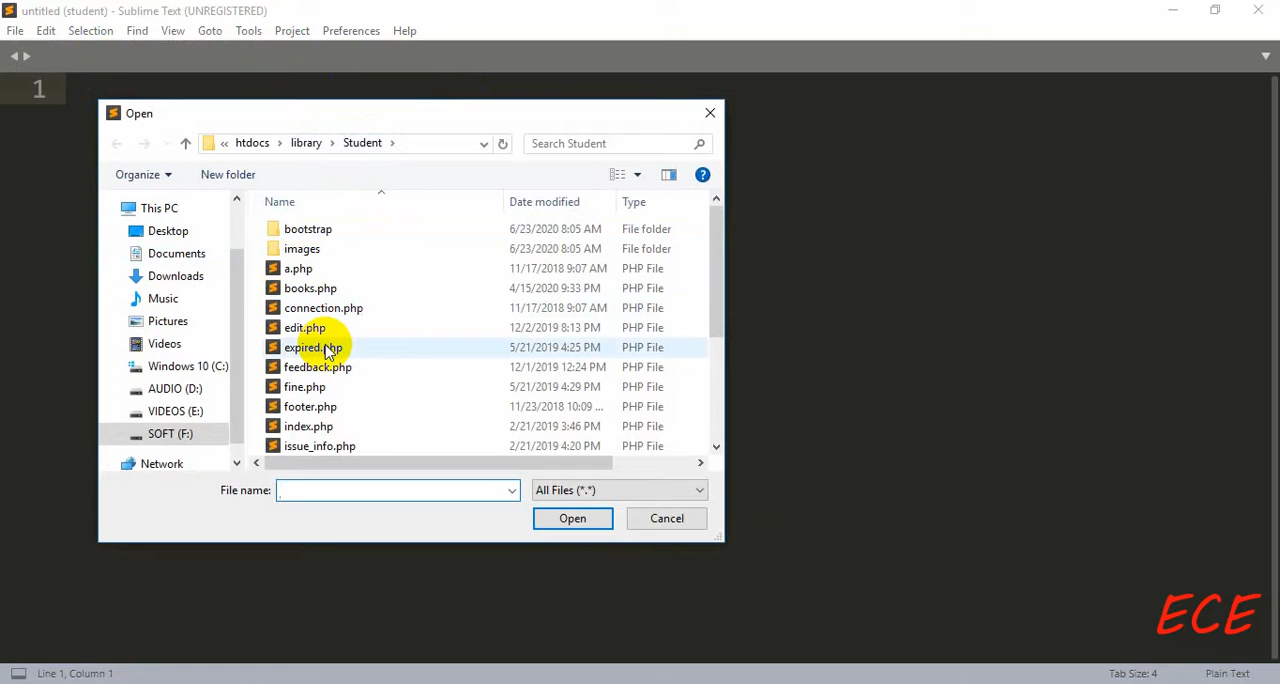 untitled (student) - Sublime Text (UNREGISTERED)
File Edit Selection Find View Goto Tools Project Preferences Help
1
Open
« htdocs › library › Student ›
Search Student
Organize
New folder
This PC
Desktop
Documents
Downloads
Music
Pictures
Videos
Windows 10 (C:)
AUDIO (D:)
VIDEOS (E:)
SOFT (F:)
Network
Name Date modified Type
bootstrap 6/23/2020 8:05 AM File folder
images 6/23/2020 8:05 AM File folder
a.php 11/17/2018 9:07 AM PHP File
books.php 4/15/2020 9:33 PM PHP File
connection.php 11/17/2018 9:07 AM PHP File
edit.php 12/2/2019 8:13 PM PHP File
expired.php 5/21/2019 4:25 PM PHP File
feedback.php 12/1/2019 12:24 PM PHP File
fine.php 5/21/2019 4:29 PM PHP File
footer.php 11/23/2018 10:09 ... PHP File
index.php 2/21/2019 3:46 PM PHP File
issue_info.php 2/21/2019 4:20 PM PHP File
File name:
All Files (*.*)
Open Cancel
ECE
Line 1, Column 1
Tab Size: 4
Plain Text